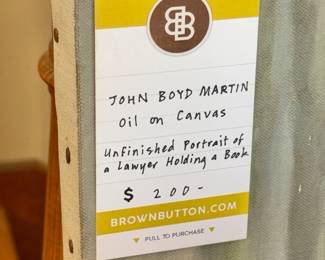 JOHN BOYD MARTIN
Oil on Canvas
Unfinished Portrait of
a Lawyer Holding a Book
$ 200-
BROWNBUTTON.COM
PULL TO PURCHASE